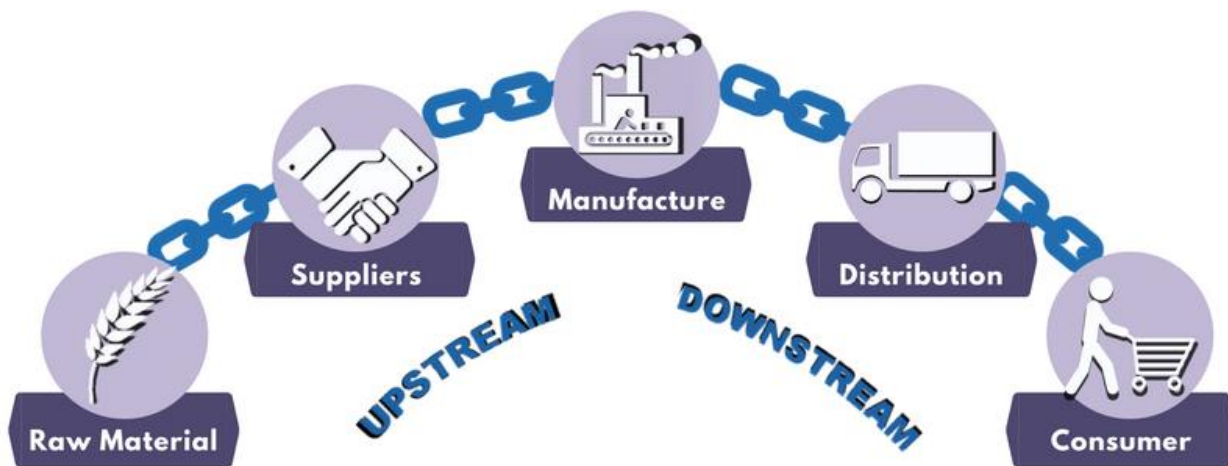 Raw Material
Suppliers
Manufacture
Distribution
Consumer
UPSTREAM
DOWNSTREAM